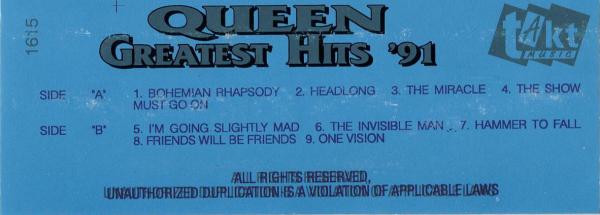 QUEEN
GREATEST HITS '91
takt
MUSIC
1615
SIDE "A" 1. BOHEMIAN RHAPSODY 2. HEADLONG 3. THE MIRACLE 4. THE SHOW
MUST GO ON
SIDE "B" 5. I'M GOING SLIGHTLY MAD 6. THE INVISIBLE MAN 7. HAMMER TO FALL
8. FRIENDS WILL BE FRIENDS 9. ONE VISION
ALL RIGHTS RESERVED,
UNAUTHORIZED DUPLICATION IS A VIOLATION OF APPLICABLE LAWS